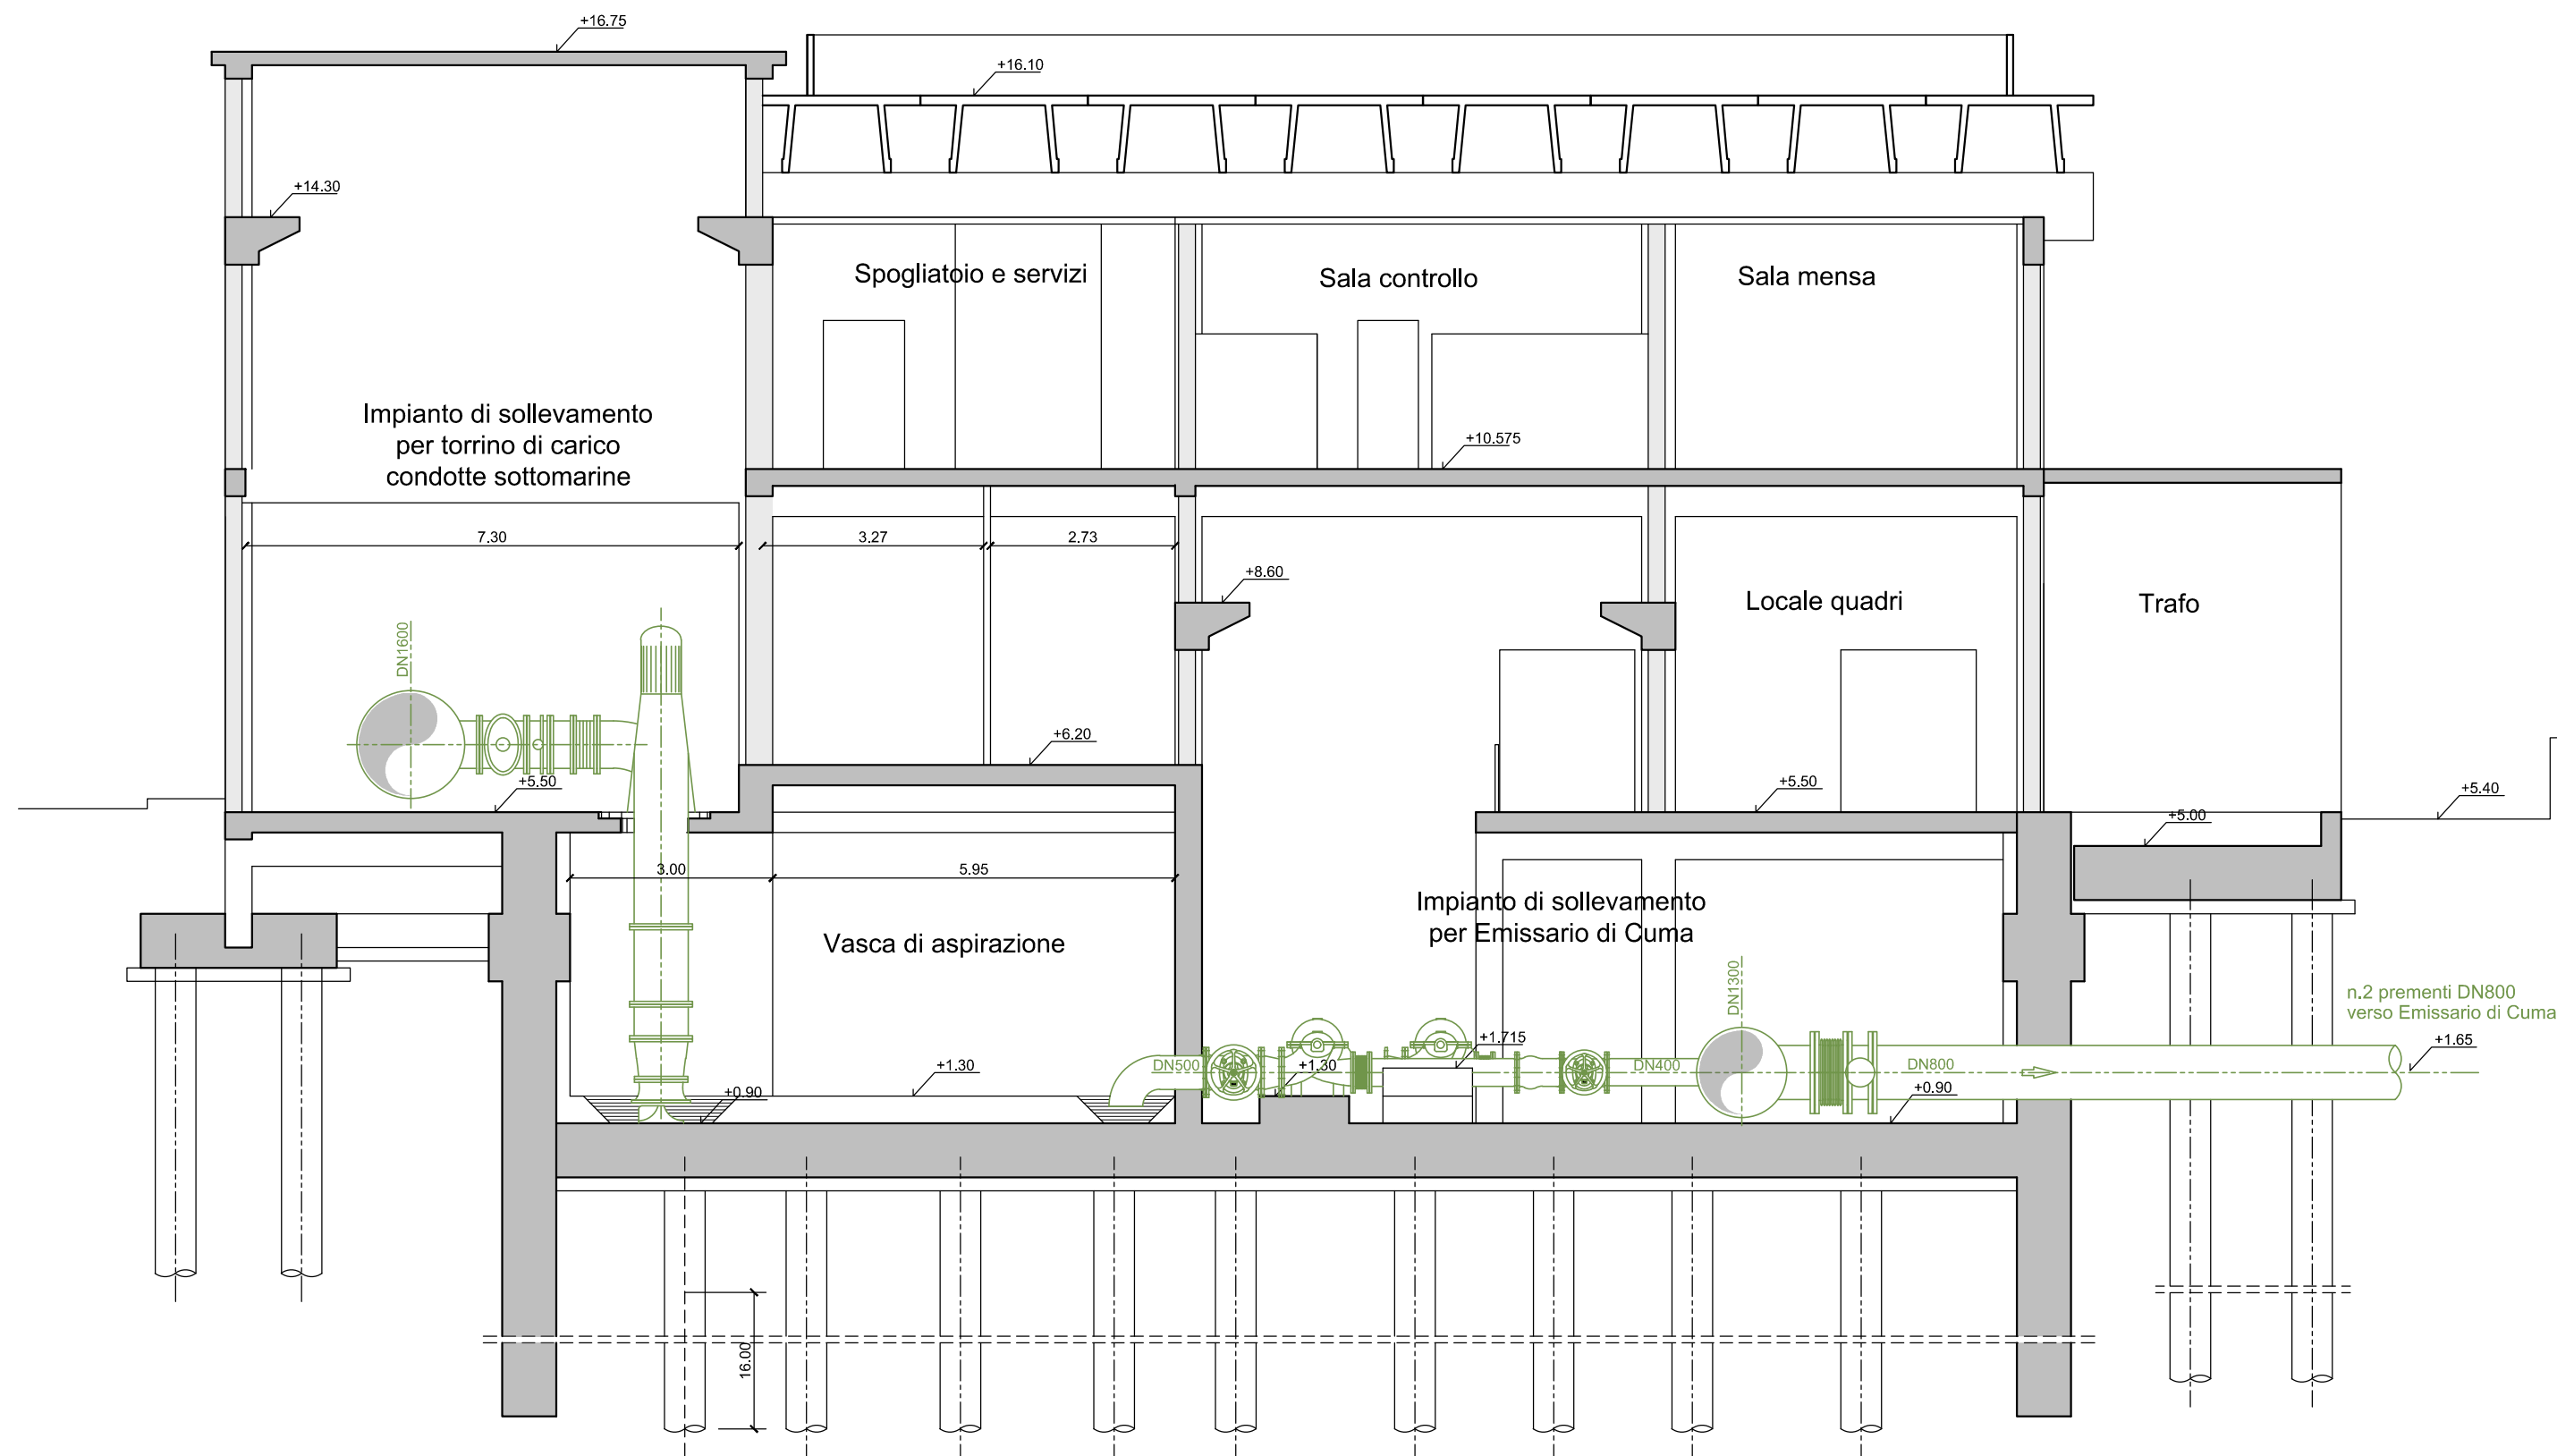 +16.75
+16.10
+14.30
Spogliatoio e servizi
Sala controllo
Sala mensa
Impianto di sollevamento
per torrino di carico
condotte sottomarine
+10.575
7.30
3.27
2.73
+8.60
Locale quadri
Trafo
DN1600
+6.20
+5.50
+5.50
+5.40
+5.00
3.00
5.95
Impianto di sollevamento
per Emissario di Cuma
Vasca di aspirazione
DN1300
n.2 prementi DN800
verso Emissario di Cuma
+1.715
+1.65
+1.30
DN500
+1.30
DN400
DN800
+0.90
+0.90
16.00